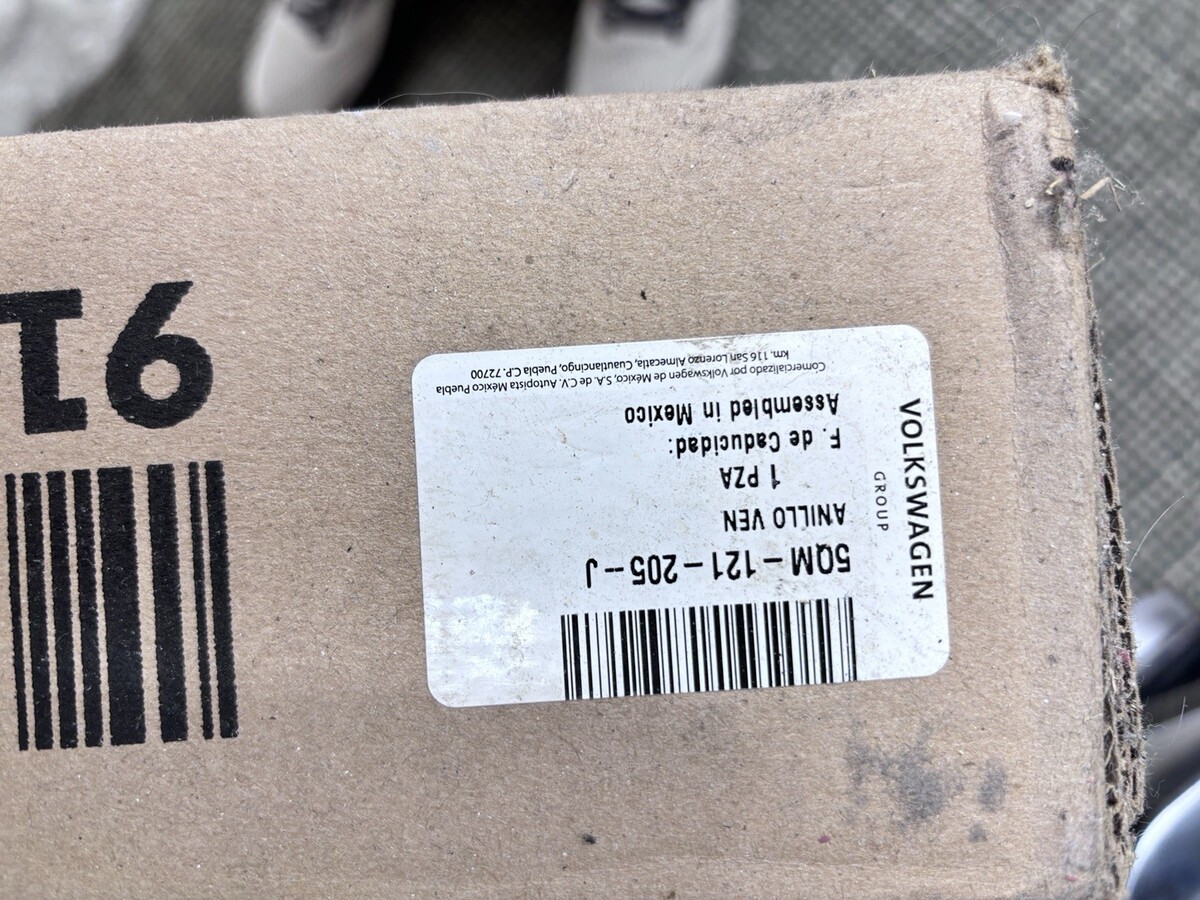 VOLKSWAGEN
GROUP
5QM – 121 – 205 -- J
ANILLO VEN
1 PZA
F. de Caducidad:
Assembled in Mexico
Comercializado por Volkswagen de México, S.A. de C.V. Autopista México Puebla
km. 116 San Lorenzo Almecatla, Cuautlancingo, Puebla C.P. 72700
91